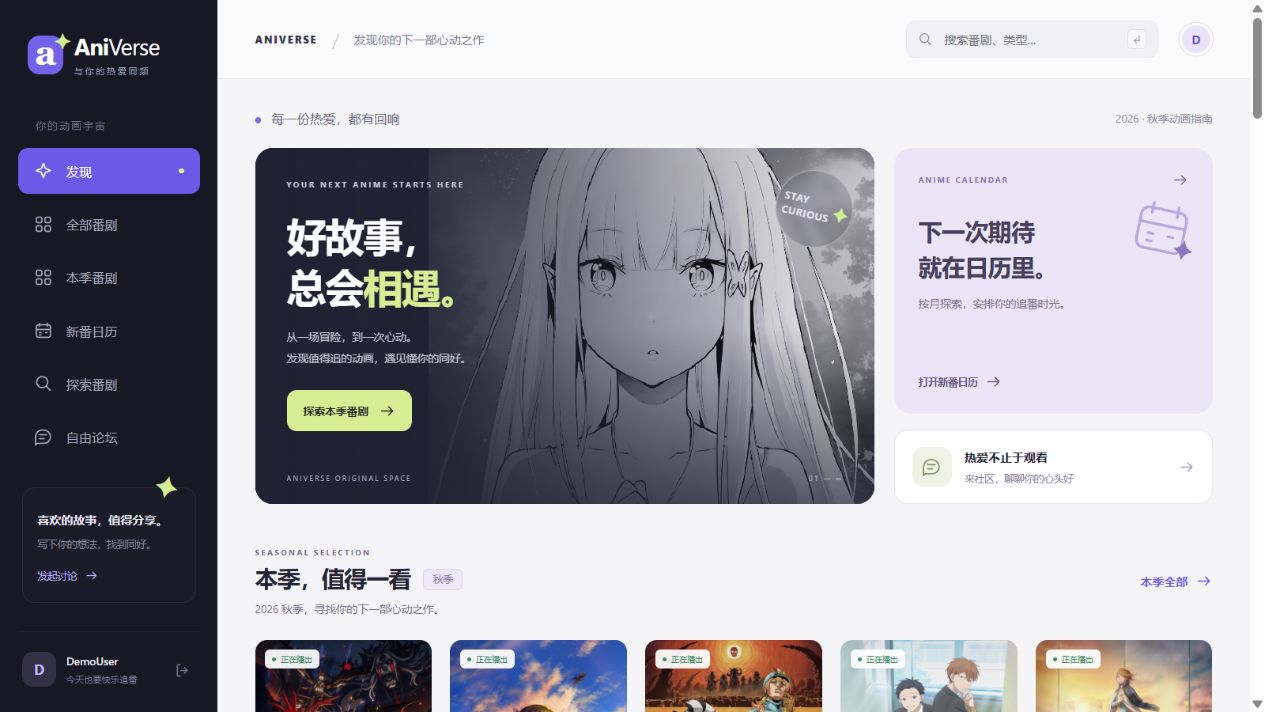 a AniVerse
与你的热爱同频
你的动画宇宙
发现
全部番剧
本季番剧
新番日历
探索番剧
自由论坛
喜欢的故事，值得分享。
写下你的想法，找到同好。
发起讨论
D
DemoUser
今天也要快乐追番
ANIVERSE / 发现你的下一部心动之作
搜索番剧、类型...
D
每一份热爱，都有回响
2026 · 秋季动画指南
YOUR NEXT ANIME STARTS HERE
好故事，
总会相遇。
从一场冒险，到一次心动。
发现值得追的动画，遇见懂你的同好。
探索本季番剧
ANIVERSE ORIGINAL SPACE
STAY
CURIOUS
01
ANIME CALENDAR
下一次期待
就在日历里。
按月探索，安排你的追番时光。
打开新番日历
热爱不止于观看
来社区，聊聊你的心头好
SEASONAL SELECTION
本季，值得一看 秋季
2026 秋季，寻找你的下一部心动之作。
本季全部
正在播出
正在播出
正在播出
正在播出
正在播出